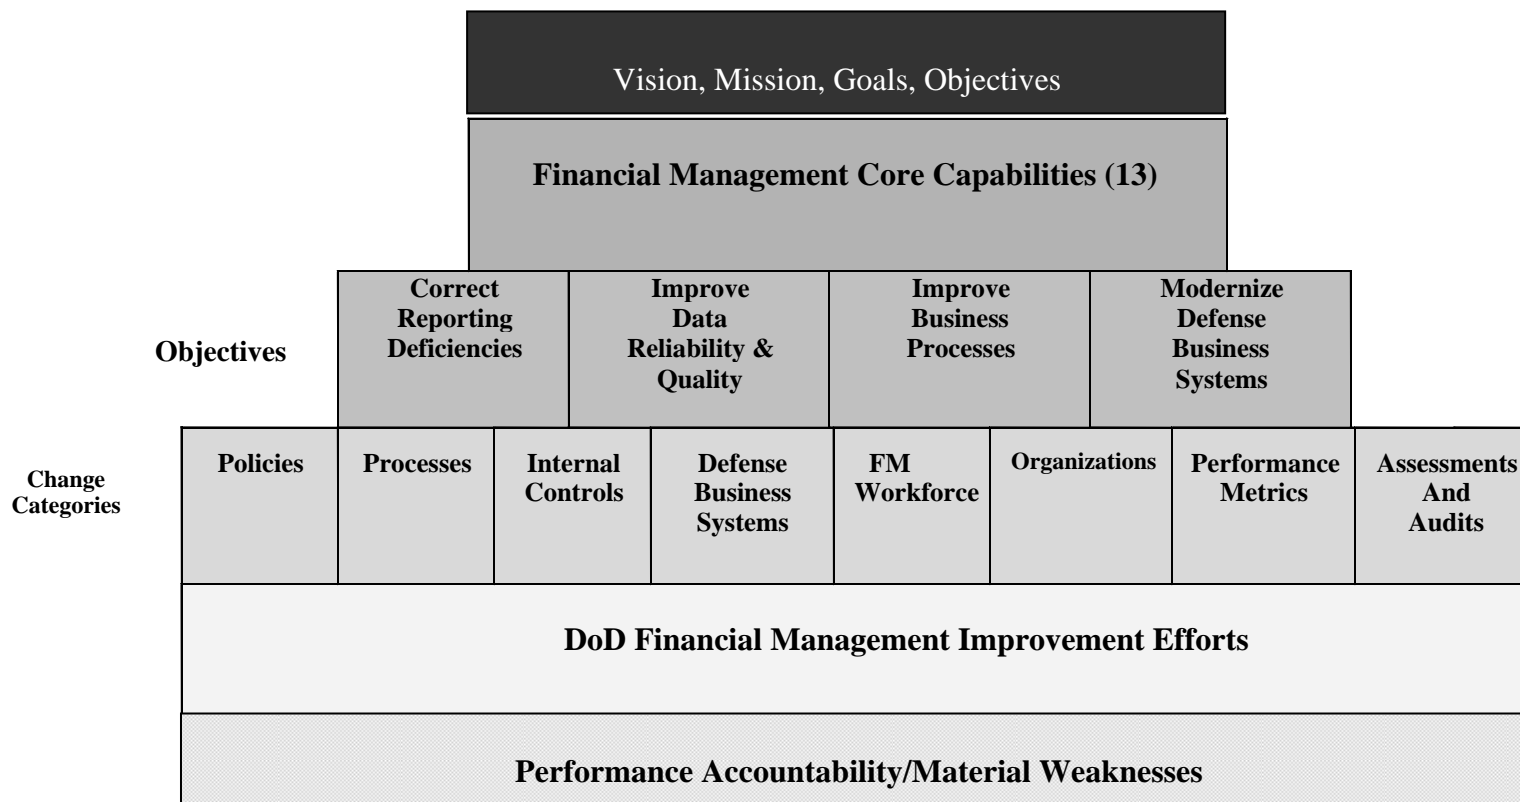 Vision, Mission, Goals, Objectives
Financial Management Core Capabilities (13)
Objectives
Correct
Reporting
Deficiencies
Improve
Data
Reliability &
Quality
Improve
Business
Processes
Modernize
Defense
Business
Systems
Change
Categories
Policies
Processes
Internal
Controls
Defense
Business
Systems
FM
Workforce
Organizations
Performance
Metrics
Assessments
And
Audits
DoD Financial Management Improvement Efforts
Performance Accountability/Material Weaknesses